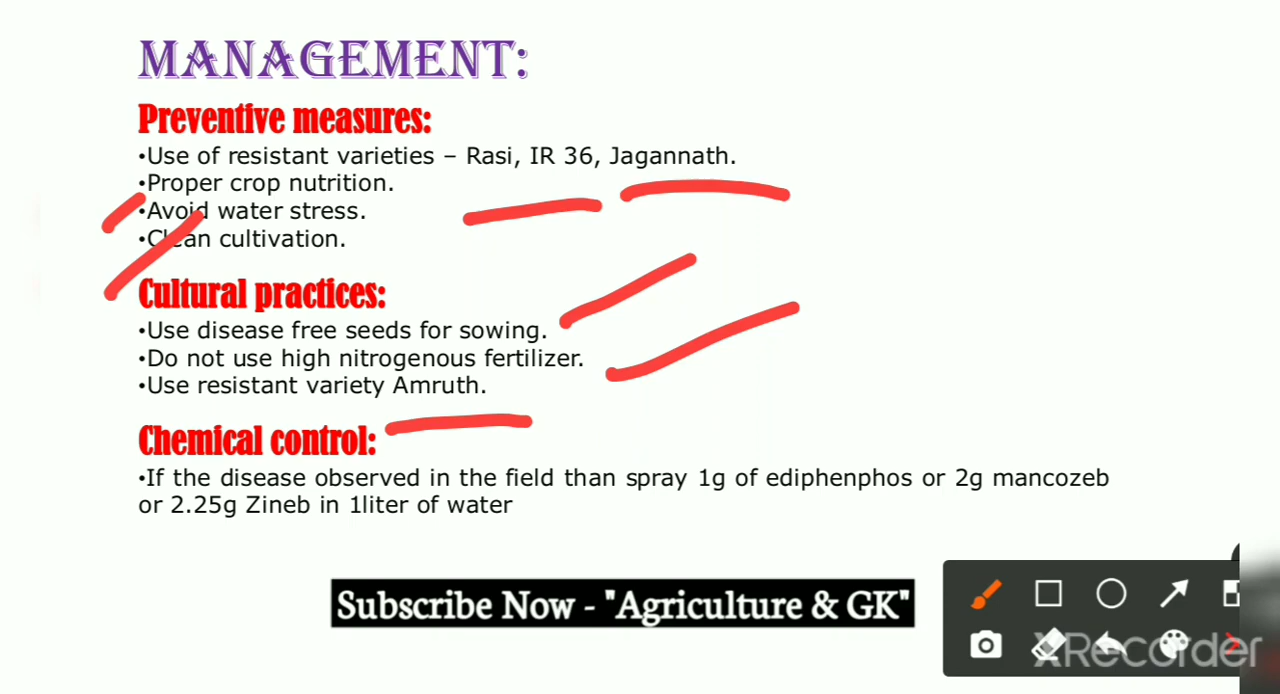 MANAGEMENT:
Preventive measures:
•Use of resistant varieties – Rasi, IR 36, Jagannath.
•Proper crop nutrition.
•Avoid water stress.
•Clean cultivation.
Cultural practices:
•Use disease free seeds for sowing.
•Do not use high nitrogenous fertilizer.
•Use resistant variety Amruth.
Chemical control:
•If the disease observed in the field than spray 1g of ediphenphos or 2g mancozeb
or 2.25g Zineb in 1liter of water
Subscribe Now - "Agriculture & GK"
XRecorder